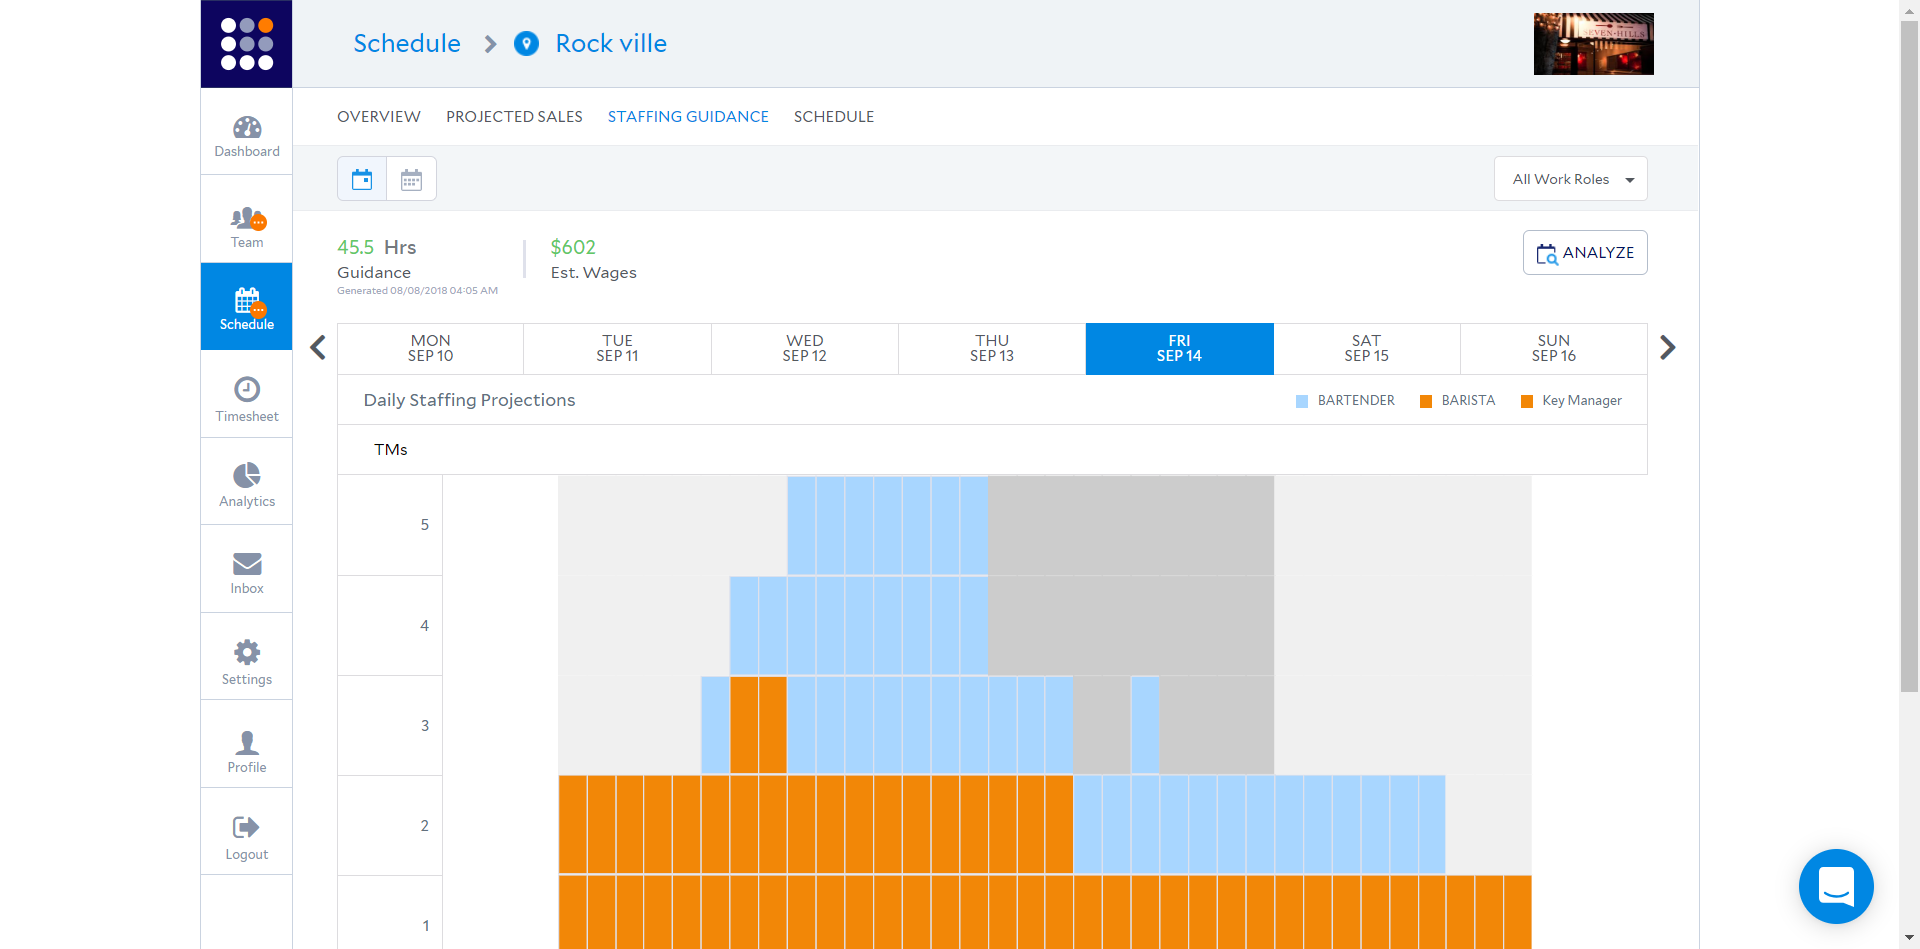 Schedule
Rock ville
SEVEN·HILLS
OVERVIEW PROJECTED SALES STAFFING GUIDANCE SCHEDULE
All Work Roles
45.5 Hrs
Guidance
Generated 08/08/2018 04:05 AM
$602
Est. Wages
ANALYZE
MON
SEP 10
TUE
SEP 11
WED
SEP 12
THU
SEP 13
FRI
SEP 14
SAT
SEP 15
SUN
SEP 16
Daily Staffing Projections
BARTENDER
BARISTA
Key Manager
TMs
5
4
3
2
1
Dashboard
Team
Schedule
Timesheet
Analytics
Inbox
Settings
Profile
Logout